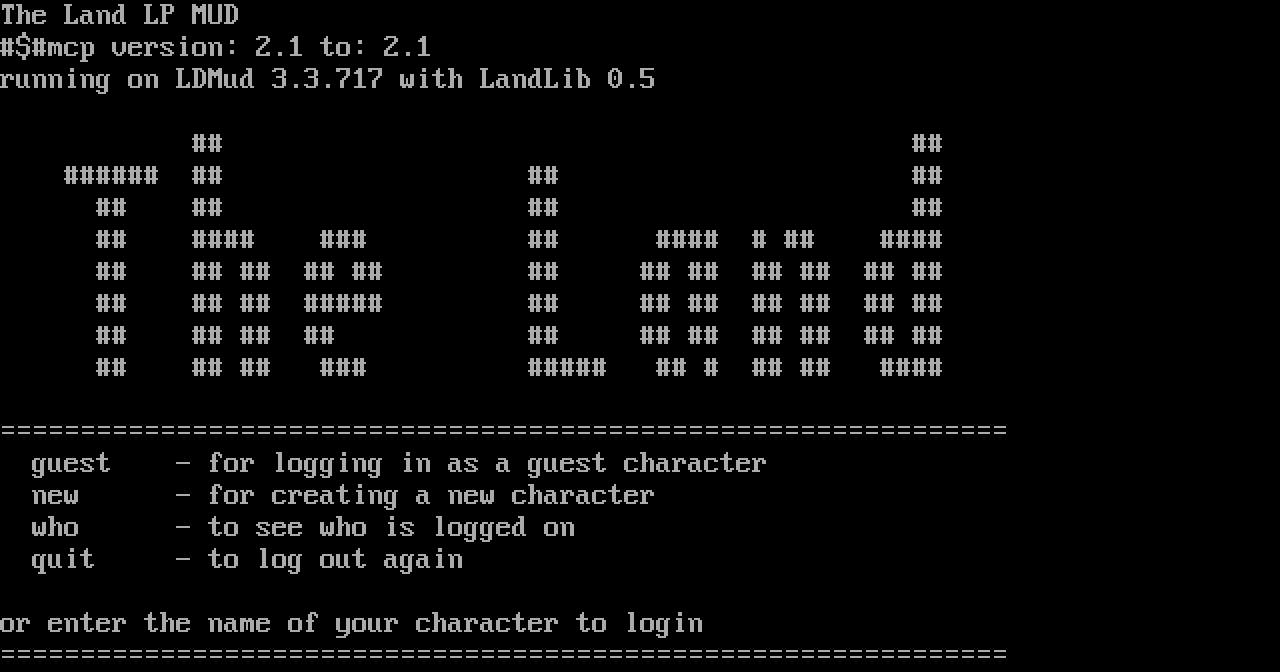 The Land LP MUD
#$#mcp version: 2.1 to: 2.1
running on LDMud 3.3.717 with LandLib 0.5
The Land
===============================================================
guest - for logging in as a guest character
new - for creating a new character
who - to see who is logged on
quit - to log out again
or enter the name of your character to login
===============================================================